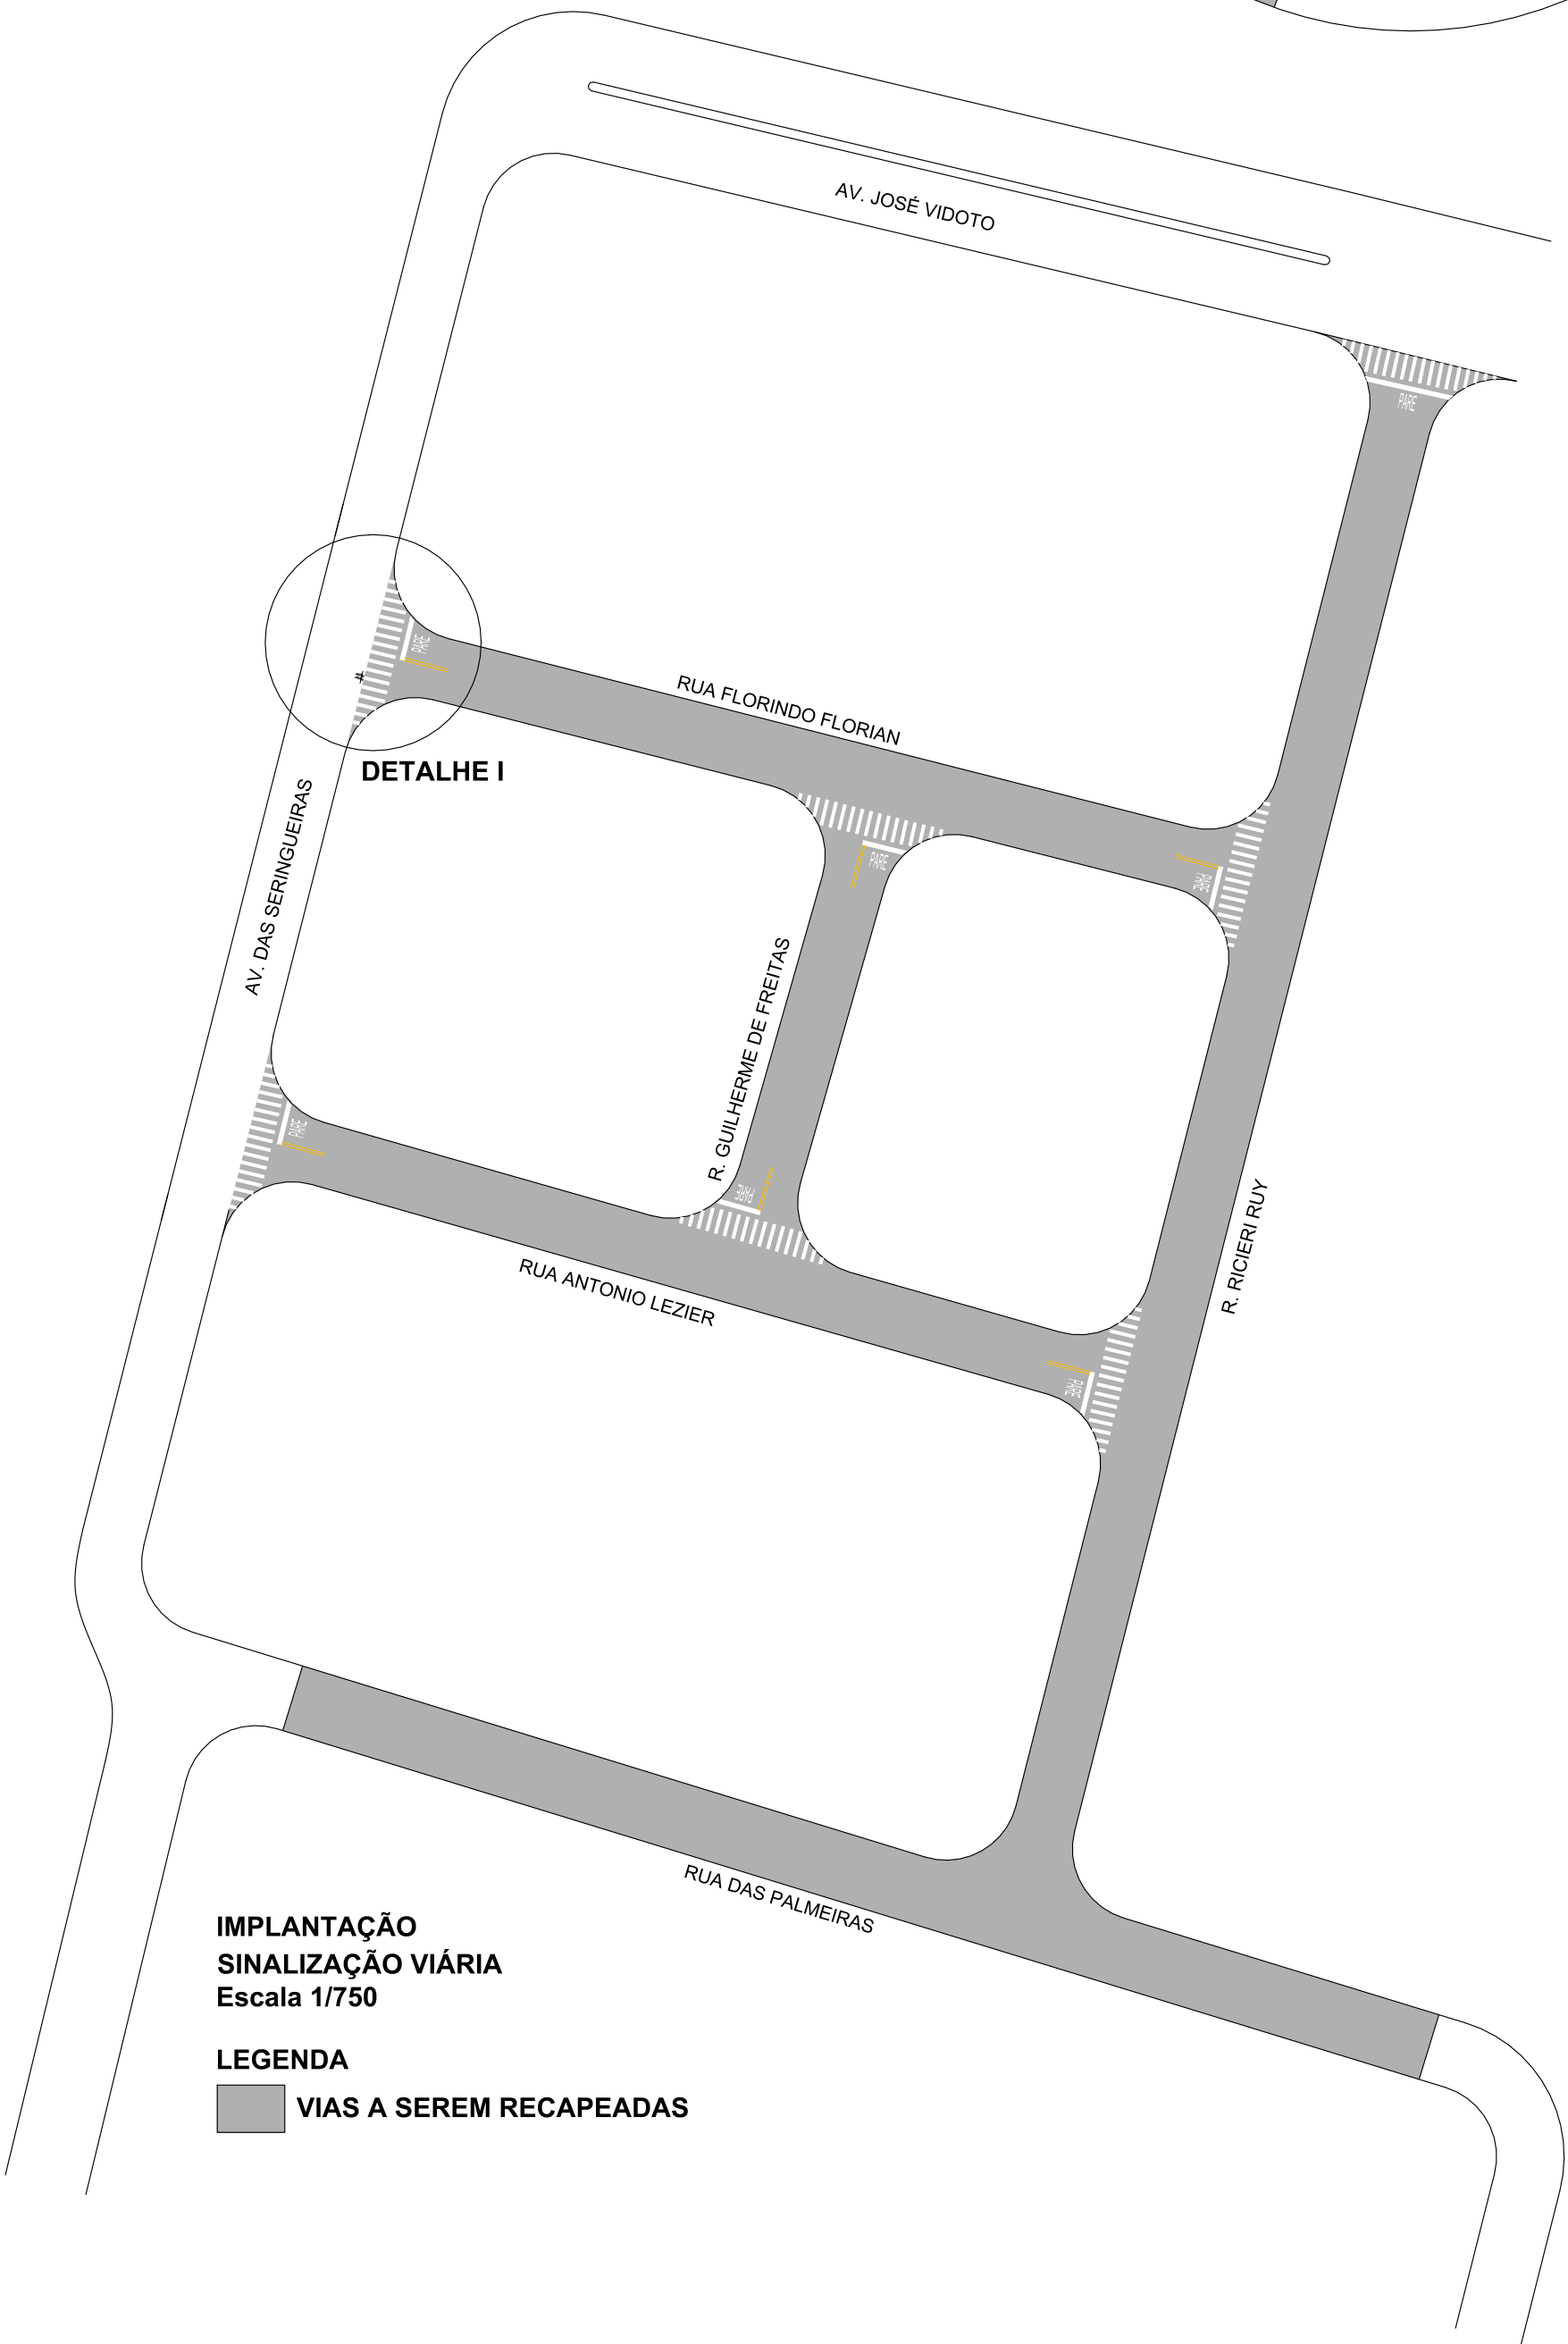 AV. JOSÉ VIDOTO
PARE
PARE
RUA FLORINDO FLORIAN
DETALHE I
AV. DAS SERINGUEIRAS
PARE
PARE
R. GUILHERME DE FREITAS
PARE
PARE
R. RICIERI RUY
RUA ANTONIO LEZIER
PARE
RUA DAS PALMEIRAS
IMPLANTAÇÃO
SINALIZAÇÃO VIÁRIA
Escala 1/750
LEGENDA
VIAS A SEREM RECAPEADAS